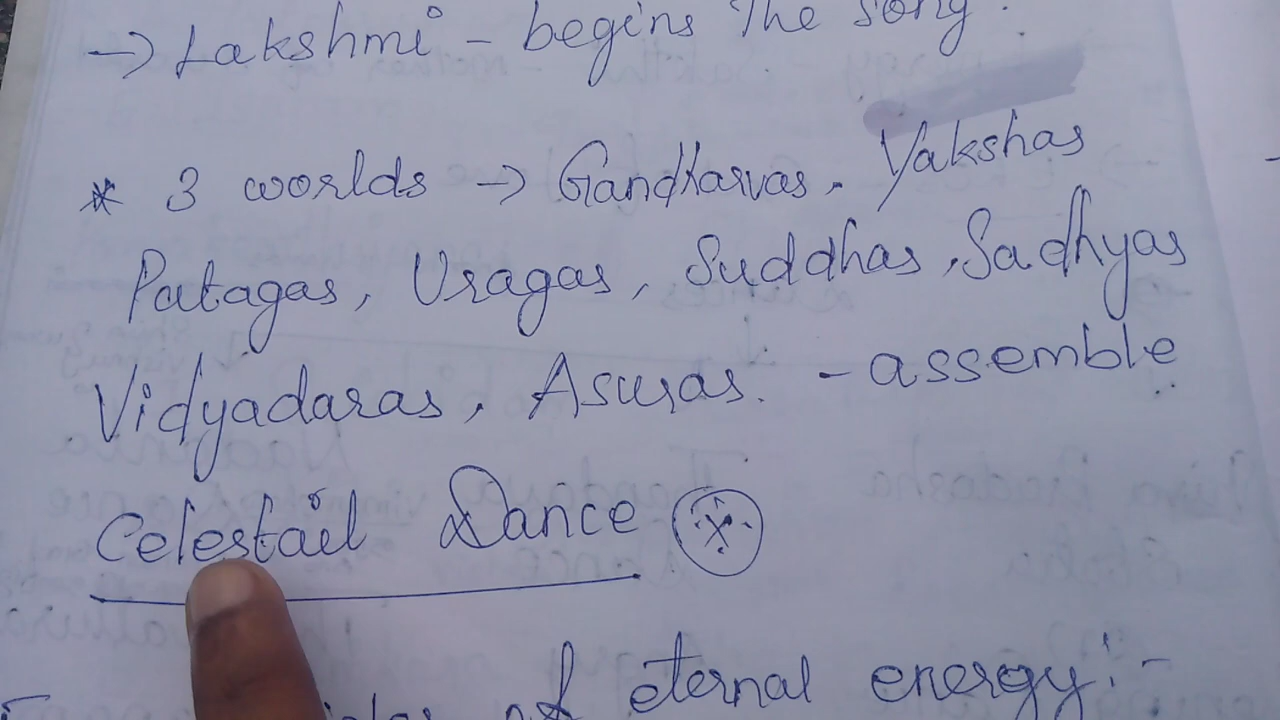 → Lakshmi - begins The song.
* 3 worlds → Gandharvas. Yakshas
Patagas, Uragas, Suddhas, Sadhyas
Vidyadaras, Asuras. - assemble
Celestail Dance
of eternal energy:-